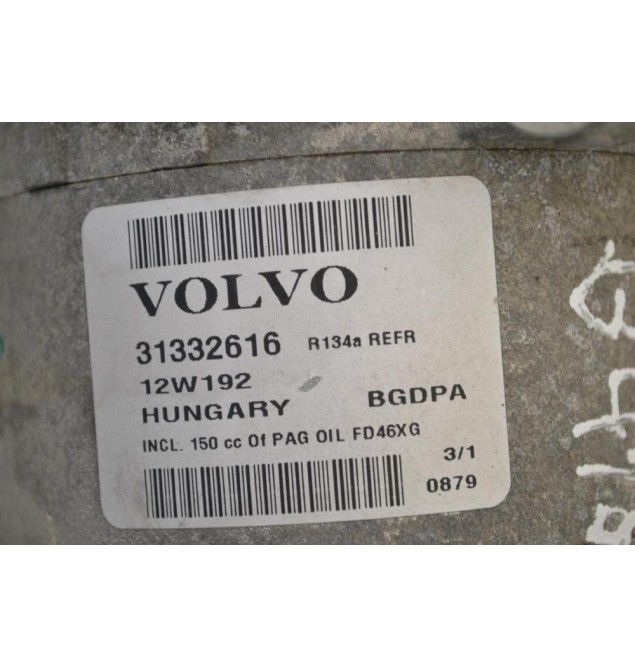 VOLVO
31332616 R134a REFR
12W192
HUNGARY BGDPA
INCL. 150 cc Of PAG OIL FD46XG
3/1
0879